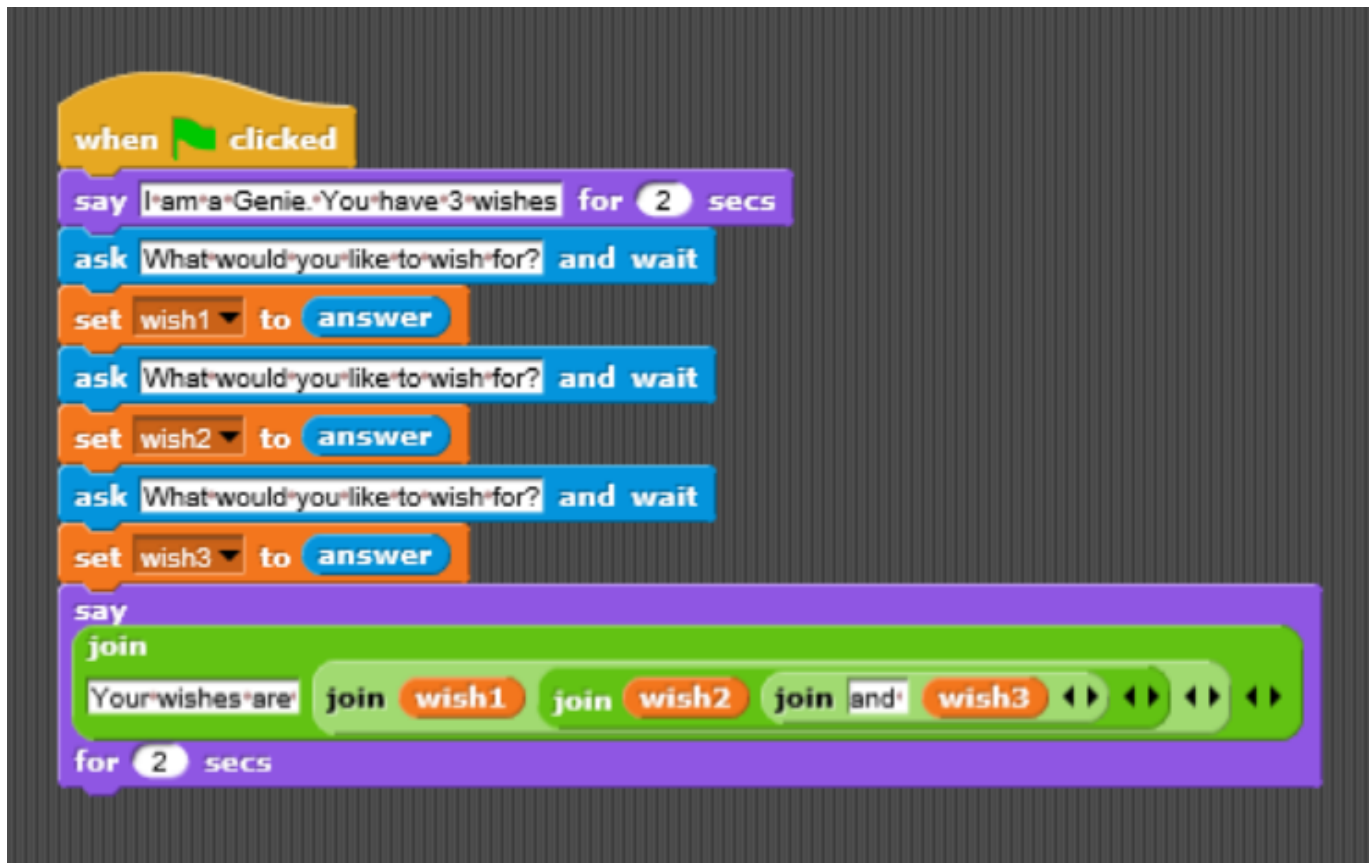 when clicked
say I am a Genie. You have 3 wishes for 2 secs
ask What would you like to wish for? and wait
set wish1 to answer
ask What would you like to wish for? and wait
set wish2 to answer
ask What would you like to wish for? and wait
set wish3 to answer
say
join
Your wishes are join wish1 join wish2 join and wish3
for 2 secs